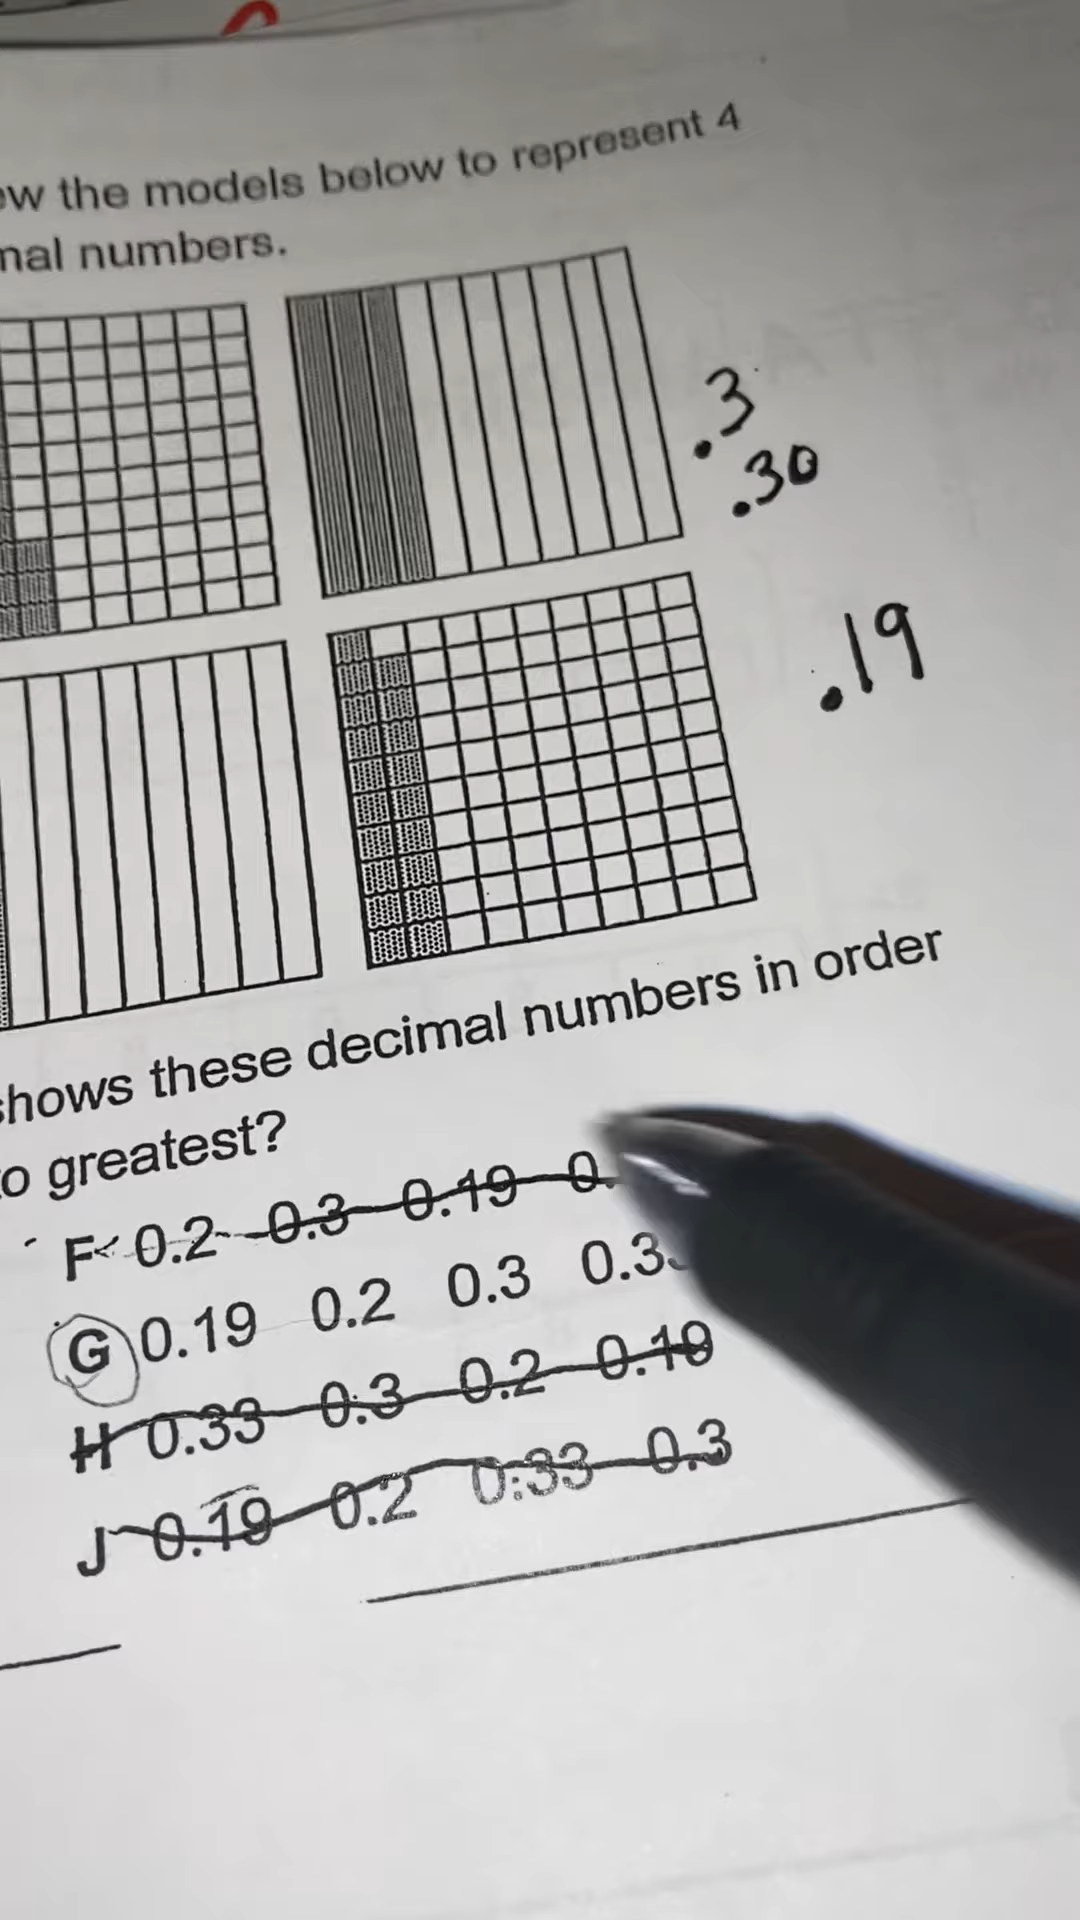 the models below to represent 4
numbers.
.3
.30
.19
these decimal numbers in order
greatest?
F 0.2 0.3 0.19
G 0.19 0.2 0.3
H 0.33 0.3 0.2 0.19
J 0.19 0.2 0.33 0.3